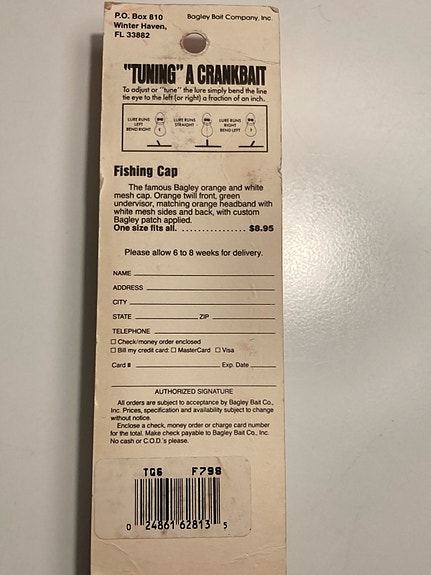 P.O. Box 810
Winter Haven,
FL 33882
Bagley Bait Company, Inc.
"TUNING" A CRANKBAIT
To adjust or "tune" the lure simply bend the line
tie eye to the left (or right) a fraction of an inch.
LURE RUNS
LEFT
BEND RIGHT
LURE RUNS
STRAIGHT
LURE RUNS
RIGHT
BEND LEFT
Fishing Cap
The famous Bagley orange and white
mesh cap. Orange twill front, green
undervisor, matching orange headband with
white mesh sides and back, with custom
Bagley patch applied.
One size fits all. . . . . . . . . . . . . . . . $8.95
Please allow 6 to 8 weeks for delivery.
NAME
ADDRESS
CITY
STATE ZIP
TELEPHONE
☐ Check/money order enclosed
☐ Bill my credit card: ☐ MasterCard ☐ Visa
Card # Exp. Date
AUTHORIZED SIGNATURE
All orders are subject to acceptance by Bagley Bait Co.,
Inc. Prices, specification and availability subject to change
without notice.
Enclose a check, money order or charge card number
for the total. Make check payable to Bagley Bait Co., Inc.
No cash or C.O.D.'s please.
TQ6 F798
0 24861 62813 5